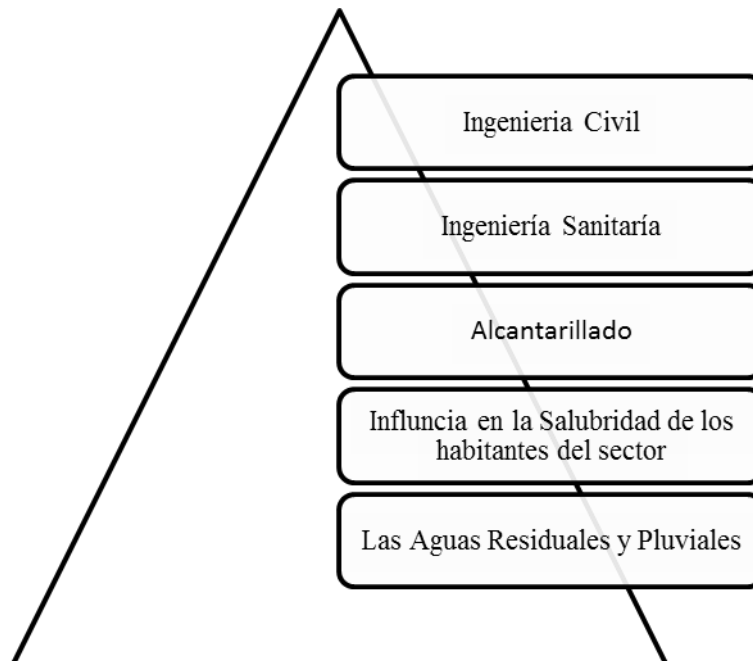 Ingenieria Civil
Ingeniería Sanitaría
Alcantarillado
Influncia en la Salubridad de los
habitantes del sector
Las Aguas Residuales y Pluviales